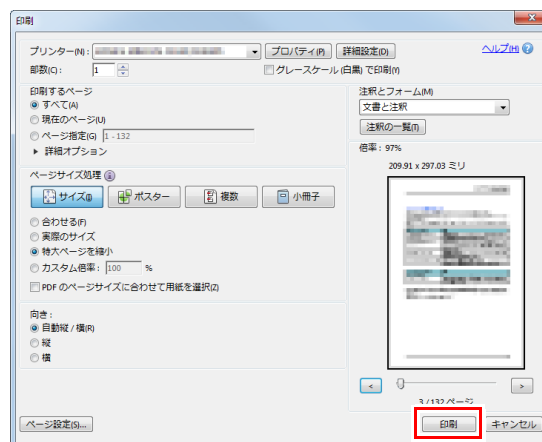 印刷
プリンター(N):
プロパティ(P)
詳細設定(D)
ヘルプ(H)
部数(C): 1
グレースケール (白黒) で印刷(Y)
印刷するページ
すべて(A)
現在のページ(U)
ページ指定(G) 1 - 132
詳細オプション
ページサイズ処理
サイズ(I)
ポスター
複数
小冊子
合わせる(F)
実際のサイズ
特大ページを縮小
カスタム倍率: 100 %
PDF のページサイズに合わせて用紙を選択(Z)
向き:
自動縦 / 横(R)
縦
横
注釈とフォーム(M)
文書と注釈
注釈の一覧(T)
倍率: 97%
209.91 x 297.03 ミリ
<
>
3 / 132 ページ
ページ設定(S)...
印刷
キャンセル